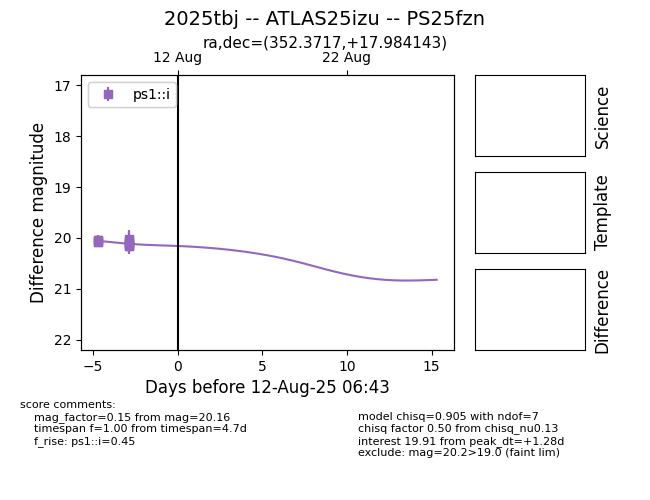 2025tbj -- ATLAS25izu -- PS25fzn
ra,dec=(352.3717,+17.984143)
12 Aug
22 Aug
ps1::i
17
18
19
20
21
22
Difference magnitude
−5
0
5
10
15
Days before 12-Aug-25 06:43
Science
Template
Difference
score comments:
mag_factor=0.15 from mag=20.16
timespan f=1.00 from timespan=4.7d
f_rise: ps1::i=0.45
model chisq=0.905 with ndof=7
chisq factor 0.50 from chisq_nu0.13
interest 19.91 from peak_dt=+1.28d
exclude: mag=20.2>19.0 (faint lim)